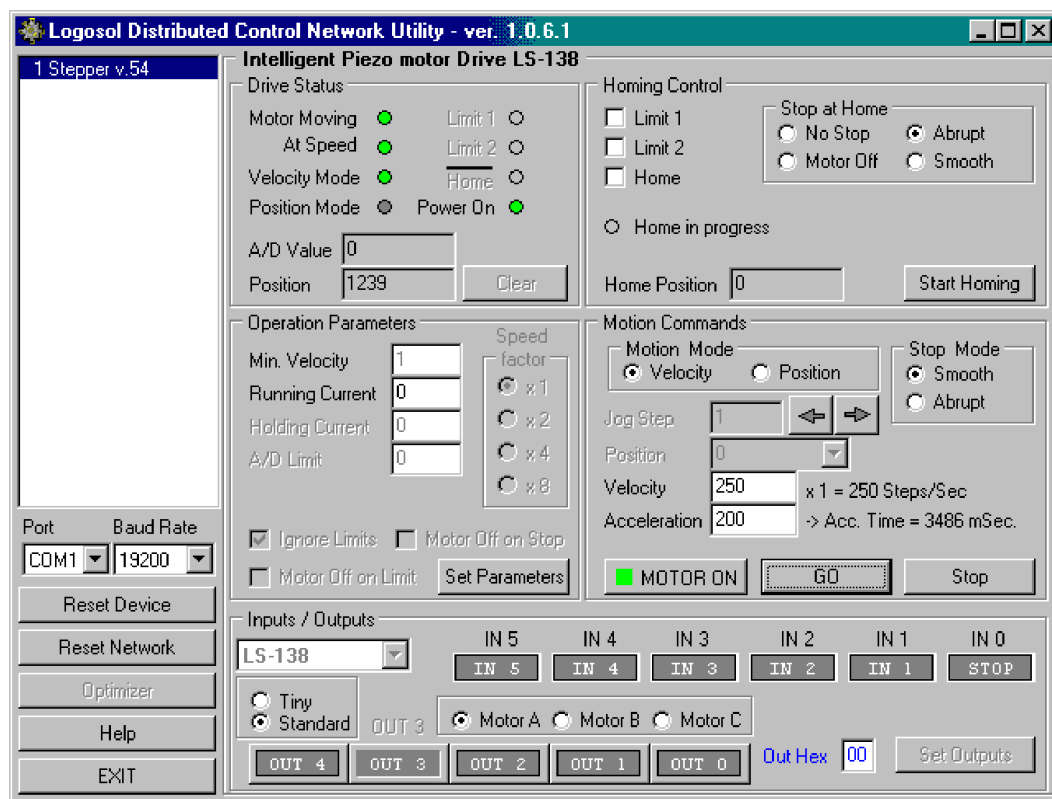 Logosol Distributed Control Network Utility - ver. 1.0.6.1
1 Stepper v.54
Port Baud Rate
COM1 19200
Reset Device
Reset Network
Optimizer
Help
EXIT
Intelligent Piezo motor Drive LS-138
Drive Status
Motor Moving Limit 1
At Speed Limit 2
Velocity Mode Home
Position Mode Power On
A/D Value 0
Position 1239 Clear
Homing Control
Limit 1
Limit 2
Home
Stop at Home
No Stop Abrupt
Motor Off Smooth
Home in progress
Home Position 0 Start Homing
Operation Parameters
Min. Velocity 1
Running Current 0
Holding Current 0
A/D Limit 0
Speed
factor
x 1
x 2
x 4
x 8
Ignore Limits Motor Off on Stop
Motor Off on Limit Set Parameters
Motion Commands
Motion Mode
Velocity Position
Stop Mode
Smooth
Abrupt
Jog Step 1
Position 0
Velocity 250 x 1 = 250 Steps/Sec
Acceleration 200 -> Acc. Time = 3486 mSec.
MOTOR ON GO Stop
Inputs / Outputs
LS-138
IN 5 IN 4 IN 3 IN 2 IN 1 IN 0
IN 5 IN 4 IN 3 IN 2 IN 1 STOP
Tiny
Standard
OUT 3
Motor A Motor B Motor C
OUT 4 OUT 3 OUT 2 OUT 1 OUT 0
Out Hex 00 Set Outputs